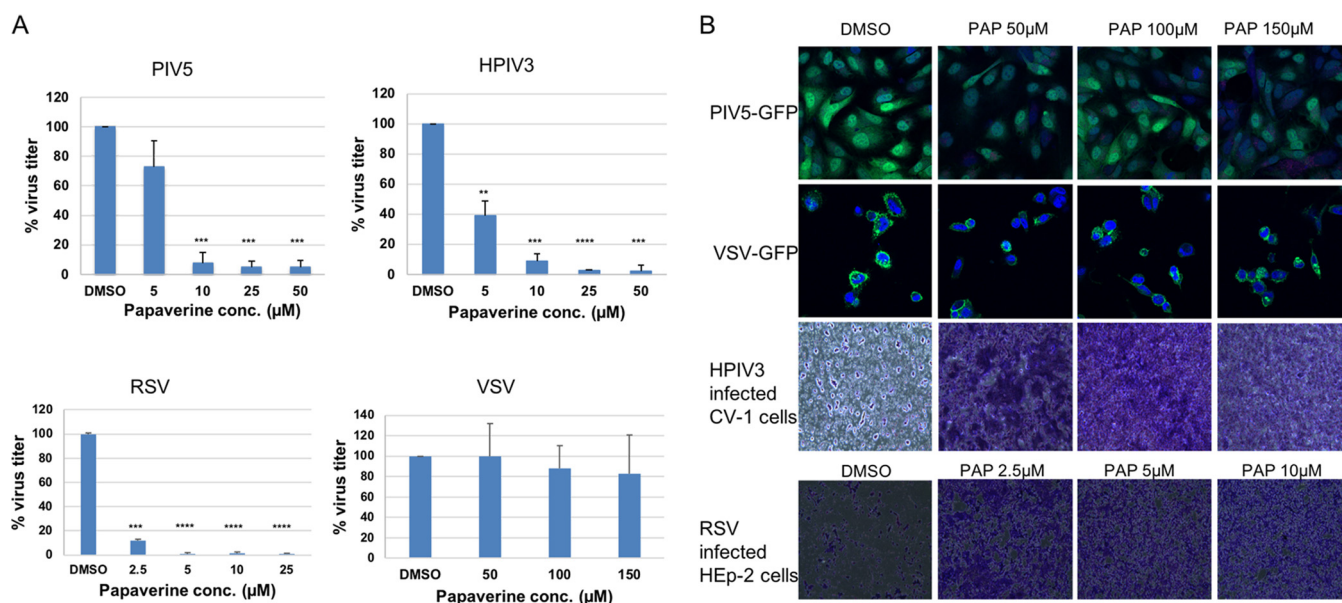 A
PIV5
120
100
80
60
40
20
0
% virus titer
***
***
***
DMSO 5 10 25 50
Papaverine conc. (µM)
HPIV3
120
100
80
60
40
20
0
% virus titer
**
***
****
***
DMSO 5 10 25 50
Papaverine conc. (µM)
RSV
120
100
80
60
40
20
0
% virus titer
***
****
****
****
DMSO 2.5 5 10 25
Papaverine conc. (µM)
VSV
140
120
100
80
60
40
20
0
% virus titer
DMSO 50 100 150
Papaverine conc. (µM)
B
DMSO PAP 50µM PAP 100µM PAP 150µM
PIV5-GFP
VSV-GFP
HPIV3
infected
CV-1 cells
DMSO PAP 2.5µM PAP 5µM PAP 10µM
RSV
infected
HEp-2 cells